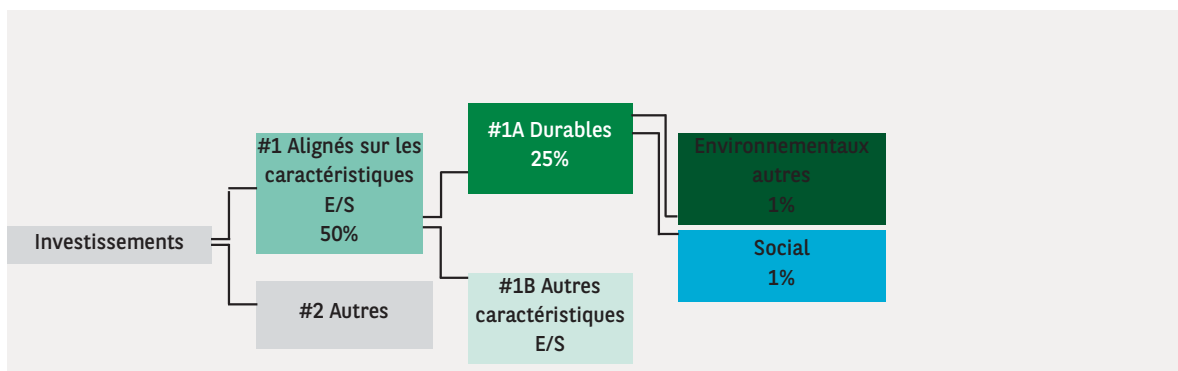 Investissements
#1 Alignés sur les
caractéristiques
E/S
50%
#2 Autres
#1A Durables
25%
#1B Autres
caractéristiques
E/S
Environnementaux
autres
1%
Social
1%